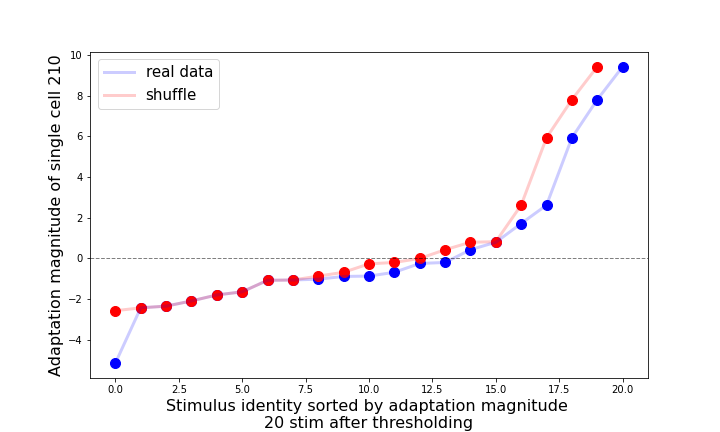 real data
shuffle
Adaptation magnitude of single cell 210
10
8
6
4
2
0
−2
−4
0.0 2.5 5.0 7.5 10.0 12.5 15.0 17.5 20.0
Stimulus identity sorted by adaptation magnitude
20 stim after thresholding